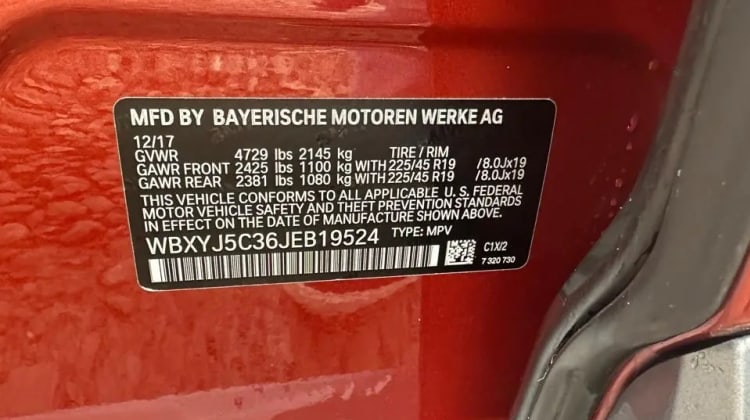 MFD BY BAYERISCHE MOTOREN WERKE AG
12/17
GVWR 4729 lbs 2145 kg TIRE / RIM
GAWR FRONT 2425 lbs 1100 kg WITH 225/45 R19 /8.0Jx19
GAWR REAR 2381 lbs 1080 kg WITH 225/45 R19 /8.0Jx19
THIS VEHICLE CONFORMS TO ALL APPLICABLE U. S. FEDERAL
MOTOR VEHICLE SAFETY AND THEFT PREVENTION STANDARDS
IN EFFECT ON THE DATE OF MANUFACTURE SHOWN ABOVE.
WBXYJ5C36JEB19524 TYPE: MPV
C1X/2
7 320 730